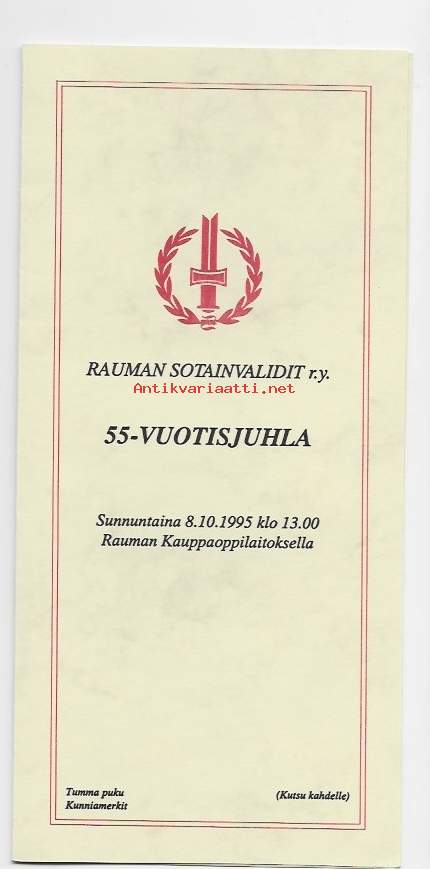 RAUMAN SOTAINVALIDIT r.y.
Antikvariaatti.net
55-VUOTISJUHLA
Sunnuntaina 8.10.1995 klo 13.00
Rauman Kauppaoppilaitoksella
Tumma puku
Kunniamerkit
(Kutsu kahdelle)